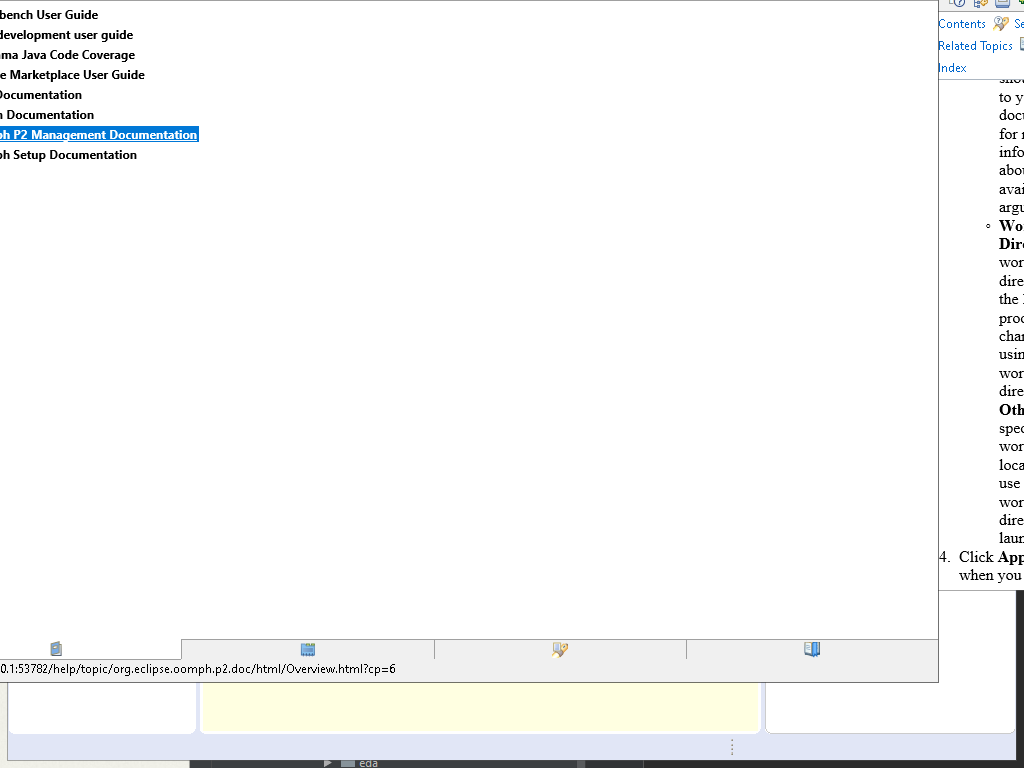 bench User Guide
development user guide
ma Java Code Coverage
e Marketplace User Guide
Documentation
n Documentation
ph P2 Management Documentation
ph Setup Documentation
0.1:53782/help/topic/org.eclipse.oomph.p2.doc/html/Overview.html?cp=6
Contents Se
Related Topics
Index
to y
docu
for
info
abou
avai
argu
Wor
Dire
wor
dire
the
proc
char
usin
wor
dire
Oth
spec
wor
loca
use
wor
dire
laun
4. Click App
when you
eda